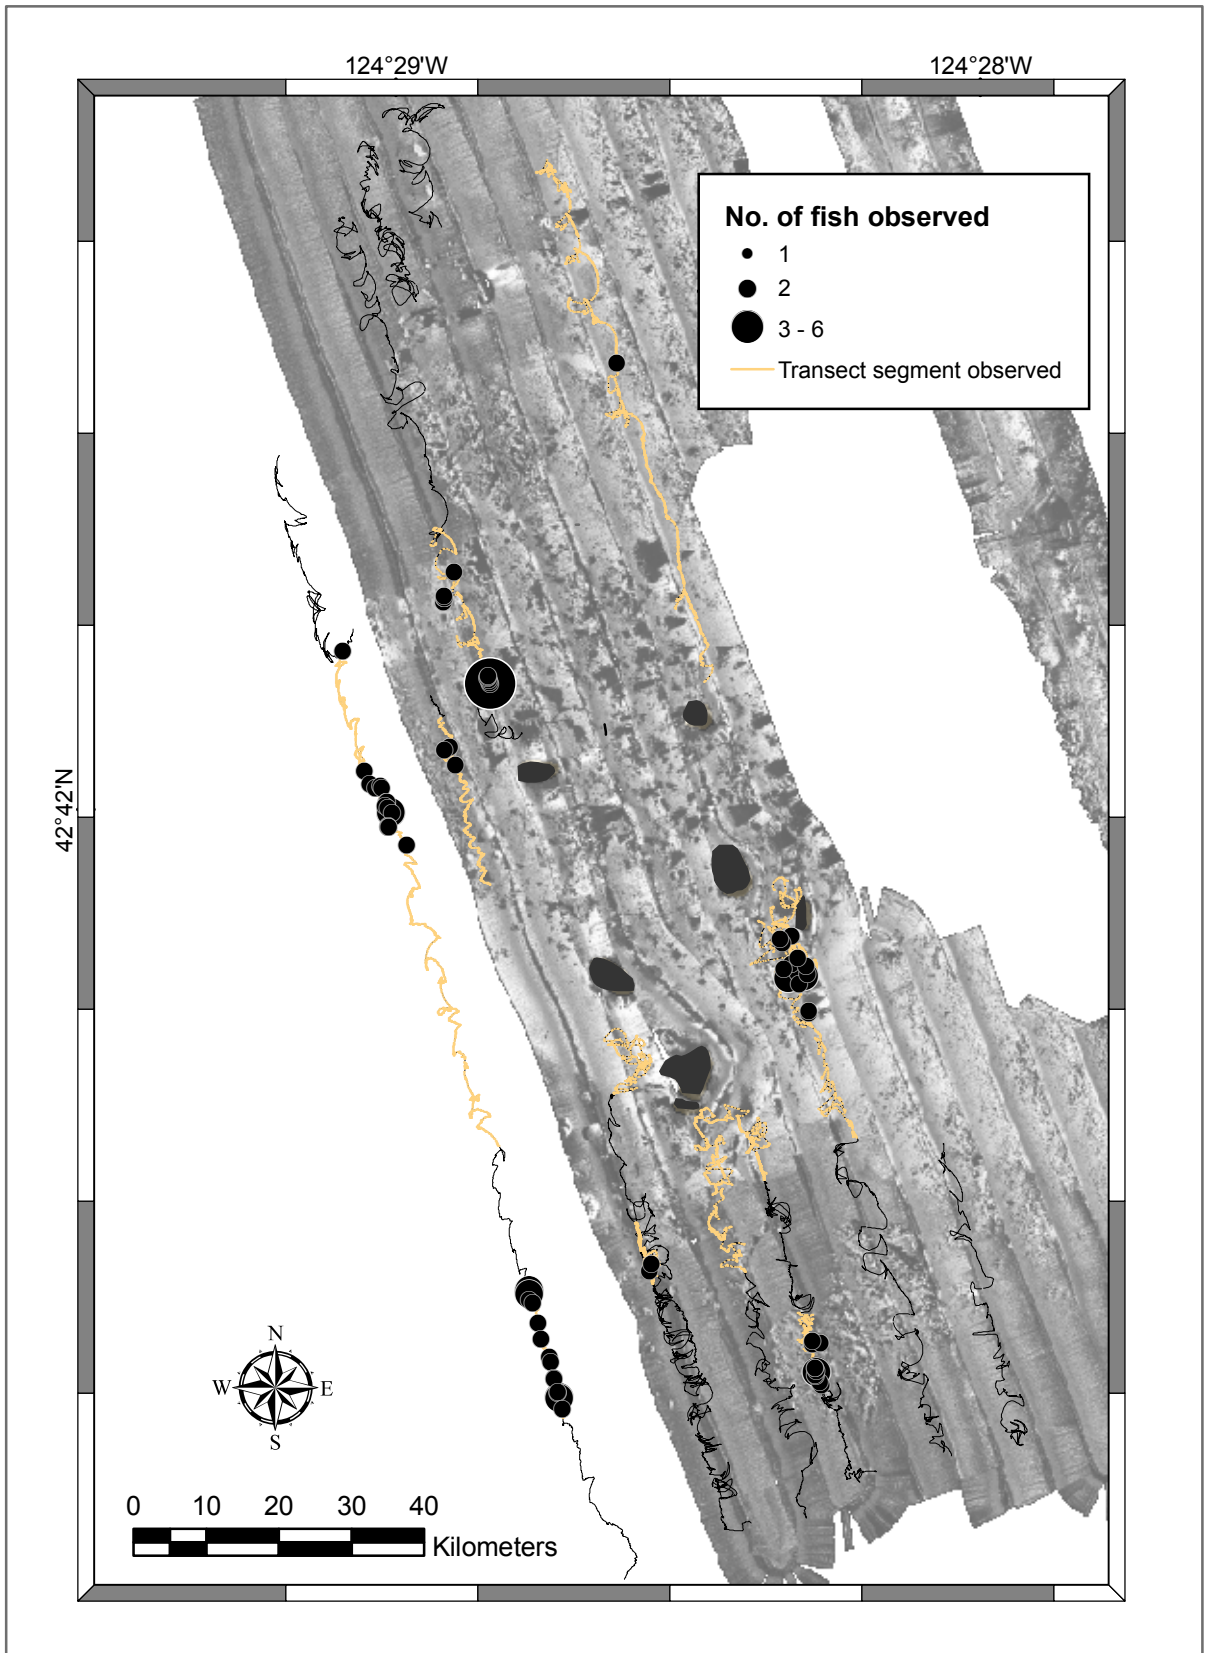 124°29'W 124°28'W
No. of fish observed
1
2
3 - 6
Transect segment observed
42°42'N
N
W E
S
0 10 20 30 40
Kilometers